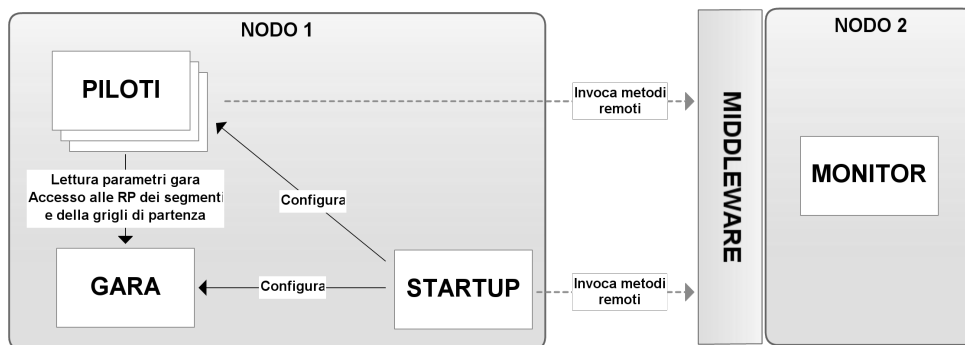 NODO 1
NODO 2
PILOTI
Invoca metodi
remoti
MIDDLEWARE
MONITOR
Lettura parametri gara
Accesso alle RP dei segmenti
e della grigli di partenza
Configura
GARA
Configura
STARTUP
Invoca metodi
remoti